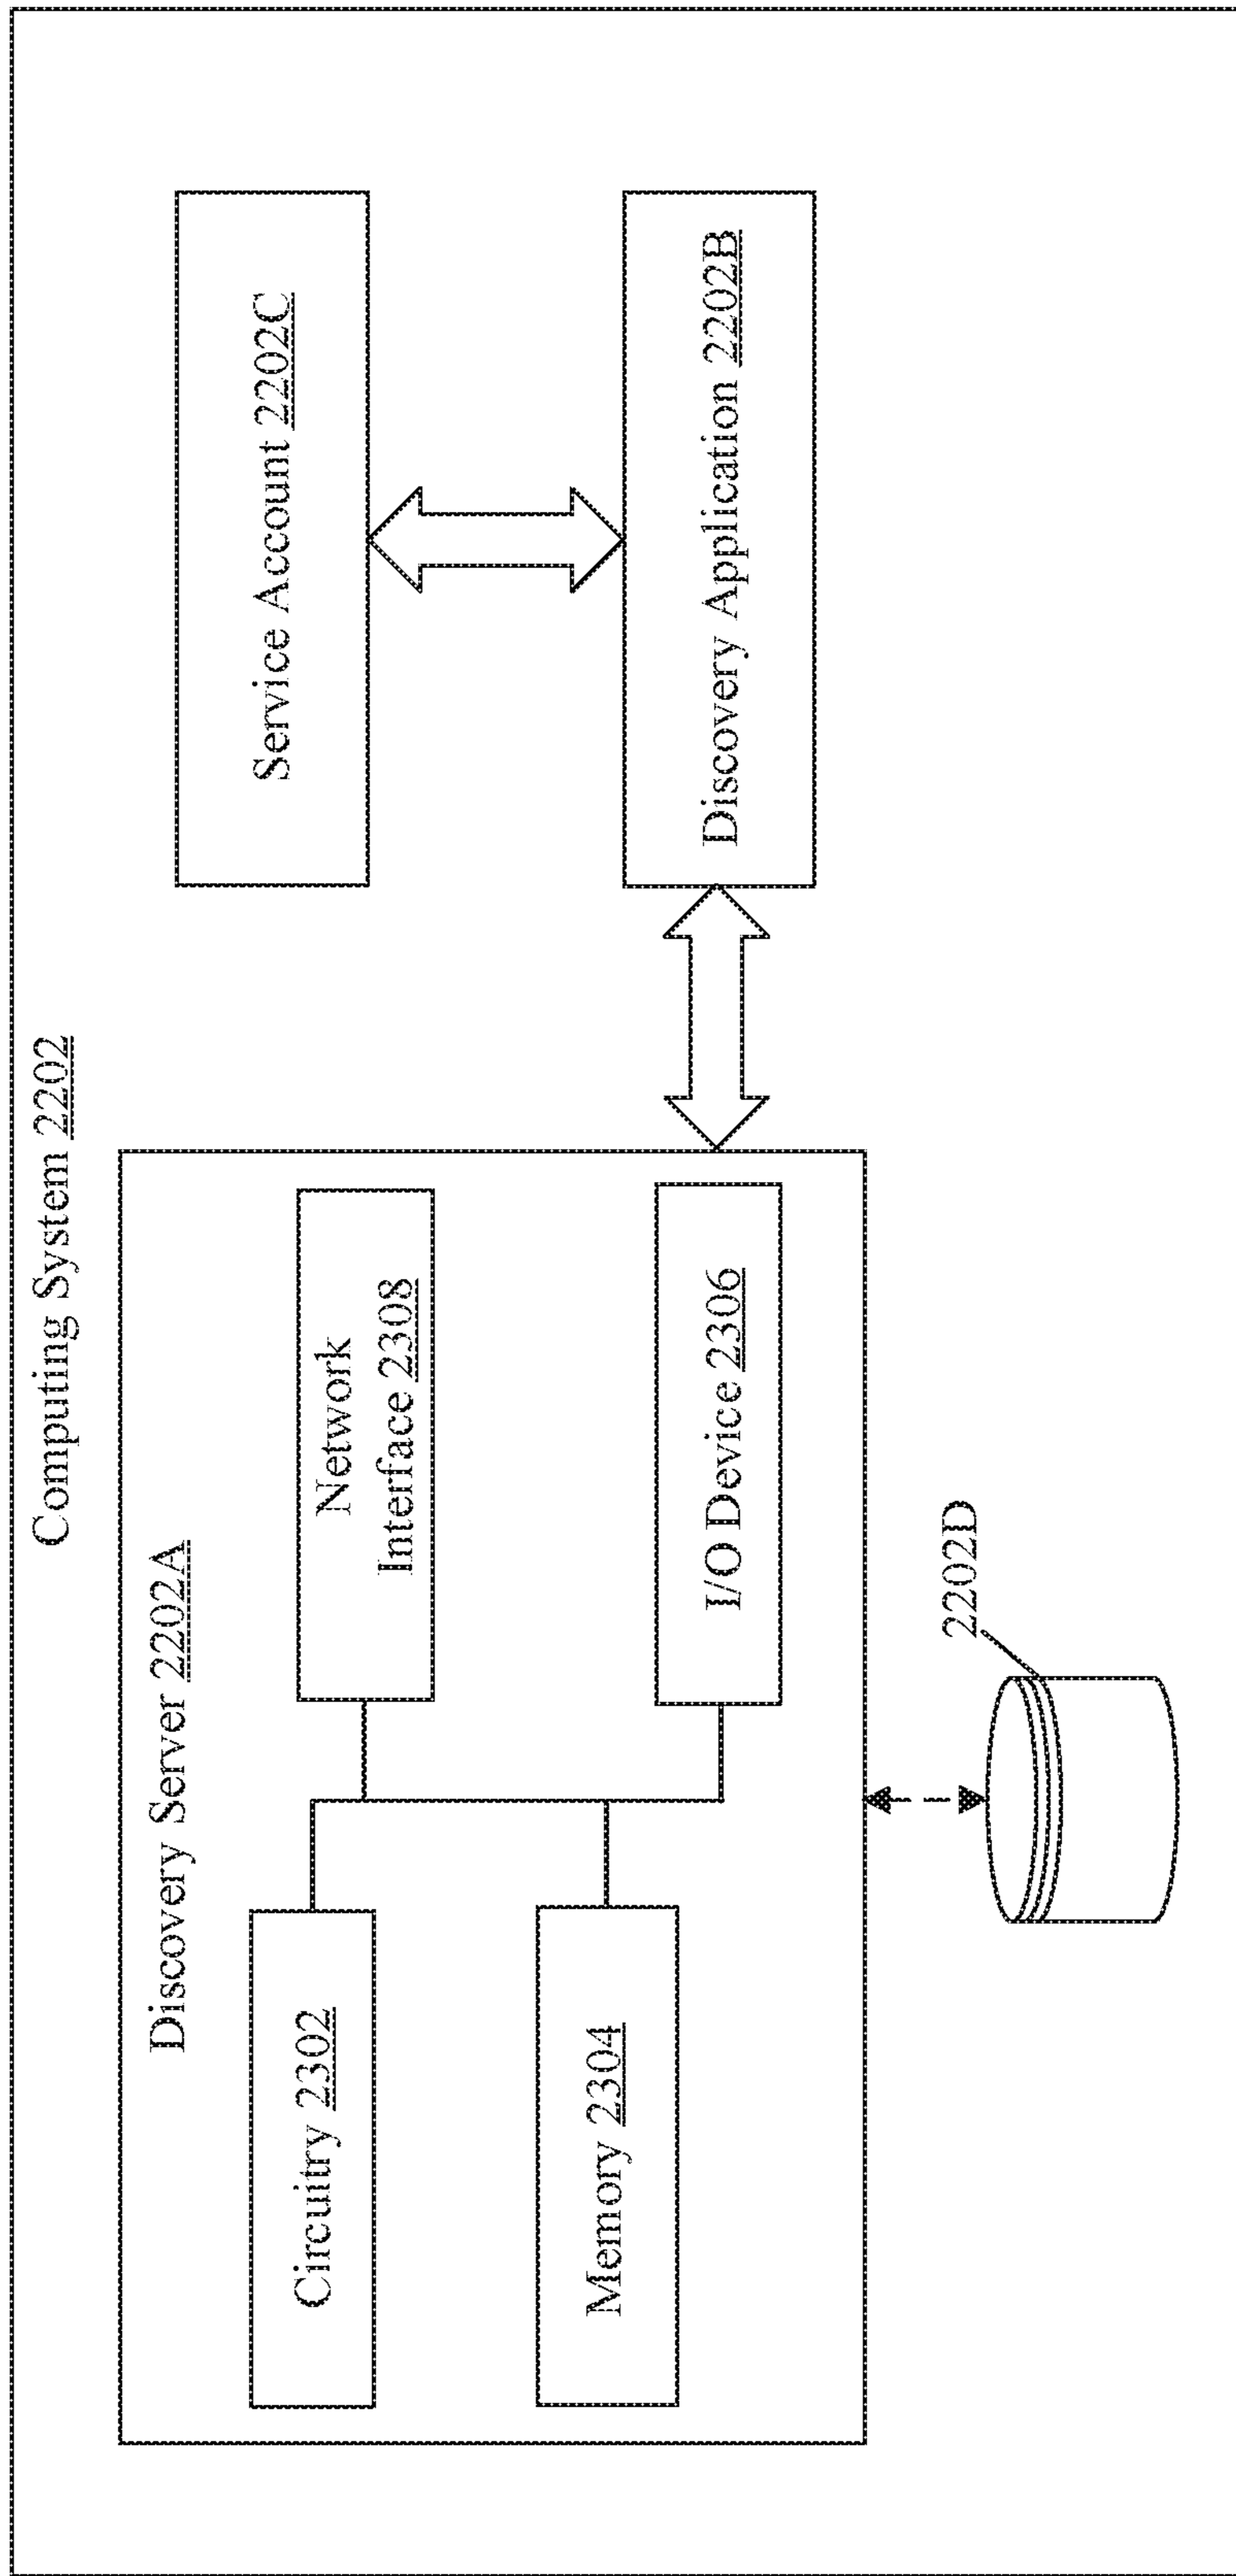 Computing System 2202
Discovery Server 2202A
Circuitry 2302
Network
Interface 2308
Service Account 2202C
Memory 2304
I/O Device 2306
Discovery Application 2202B
2202D